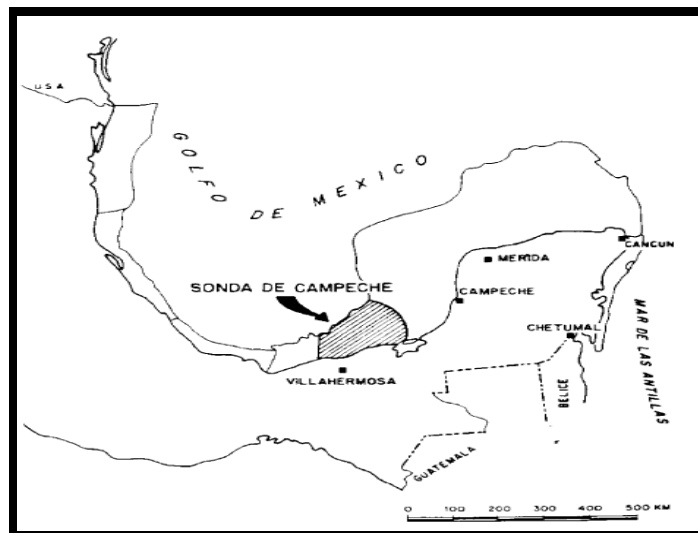 USA
GOLFO DE MEXICO
CANCUN
MERIDA
SONDA DE CAMPECHE
CAMPECHE
CHETUMAL
MAR DE LAS ANTILLAS
VILLAHERMOSA
BELICE
GUATEMALA
0 100 200 300 400 500 KM